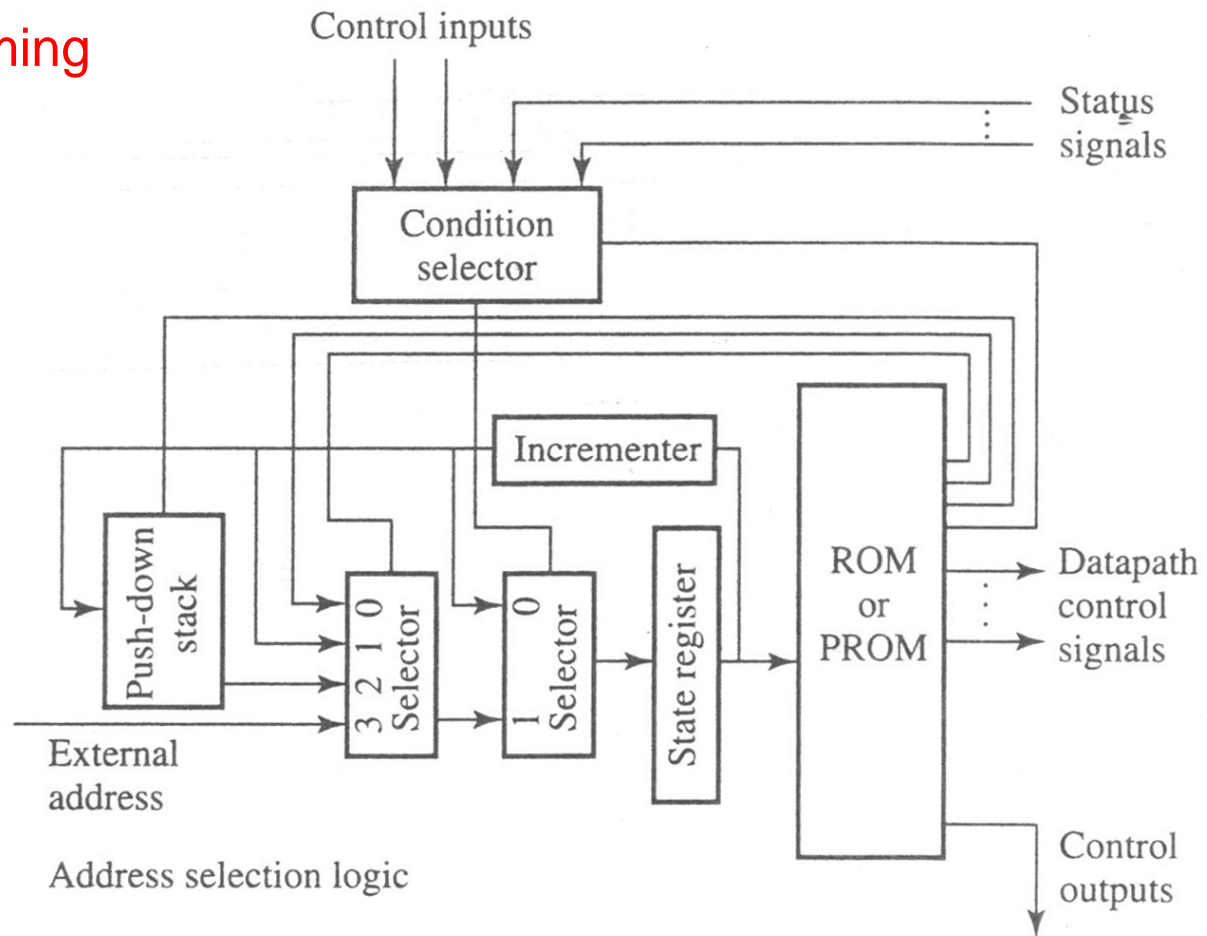 Control inputs
Status
signals
Condition
selector
Incrementer
Push-down
stack
0
1
2
3
Selector
0
1
Selector
State register
ROM
or
PROM
Datapath
control
signals
External
address
Control
outputs
Address selection logic